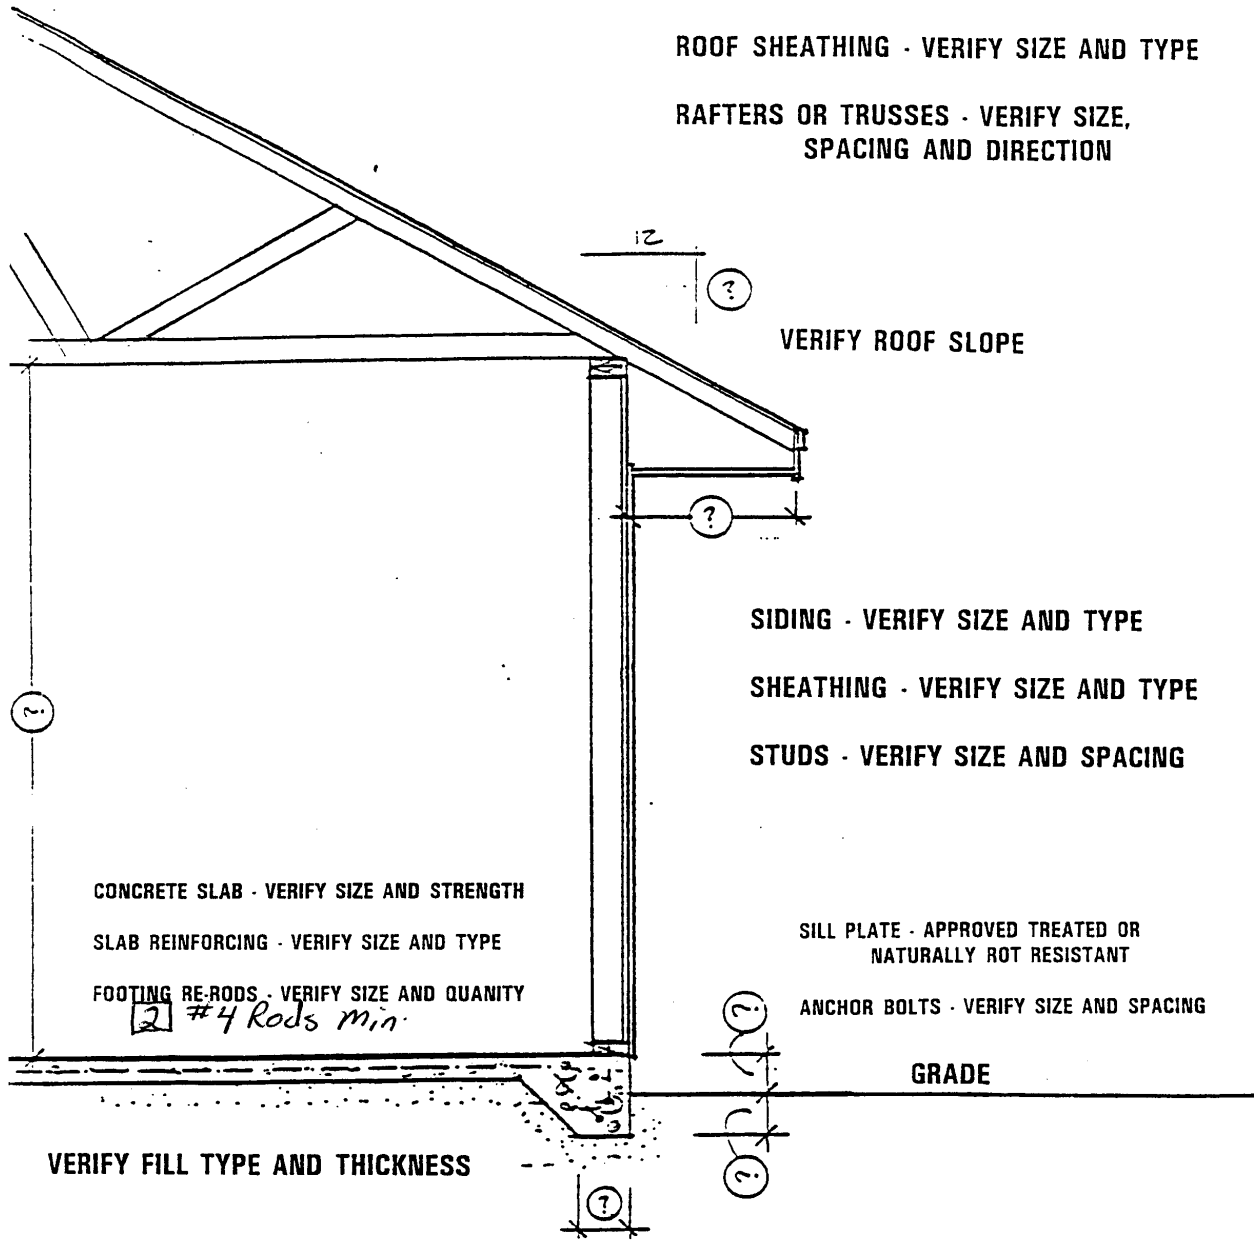 ROOF SHEATHING - VERIFY SIZE AND TYPE
RAFTERS OR TRUSSES - VERIFY SIZE,
SPACING AND DIRECTION
12
?
VERIFY ROOF SLOPE
?
SIDING - VERIFY SIZE AND TYPE
SHEATHING - VERIFY SIZE AND TYPE
STUDS - VERIFY SIZE AND SPACING
?
CONCRETE SLAB - VERIFY SIZE AND STRENGTH
SLAB REINFORCING - VERIFY SIZE AND TYPE
FOOTING RE-RODS - VERIFY SIZE AND QUANITY
2 #4 Rods Min.
SILL PLATE - APPROVED TREATED OR
NATURALLY ROT RESISTANT
?
ANCHOR BOLTS - VERIFY SIZE AND SPACING
GRADE
VERIFY FILL TYPE AND THICKNESS
?
?